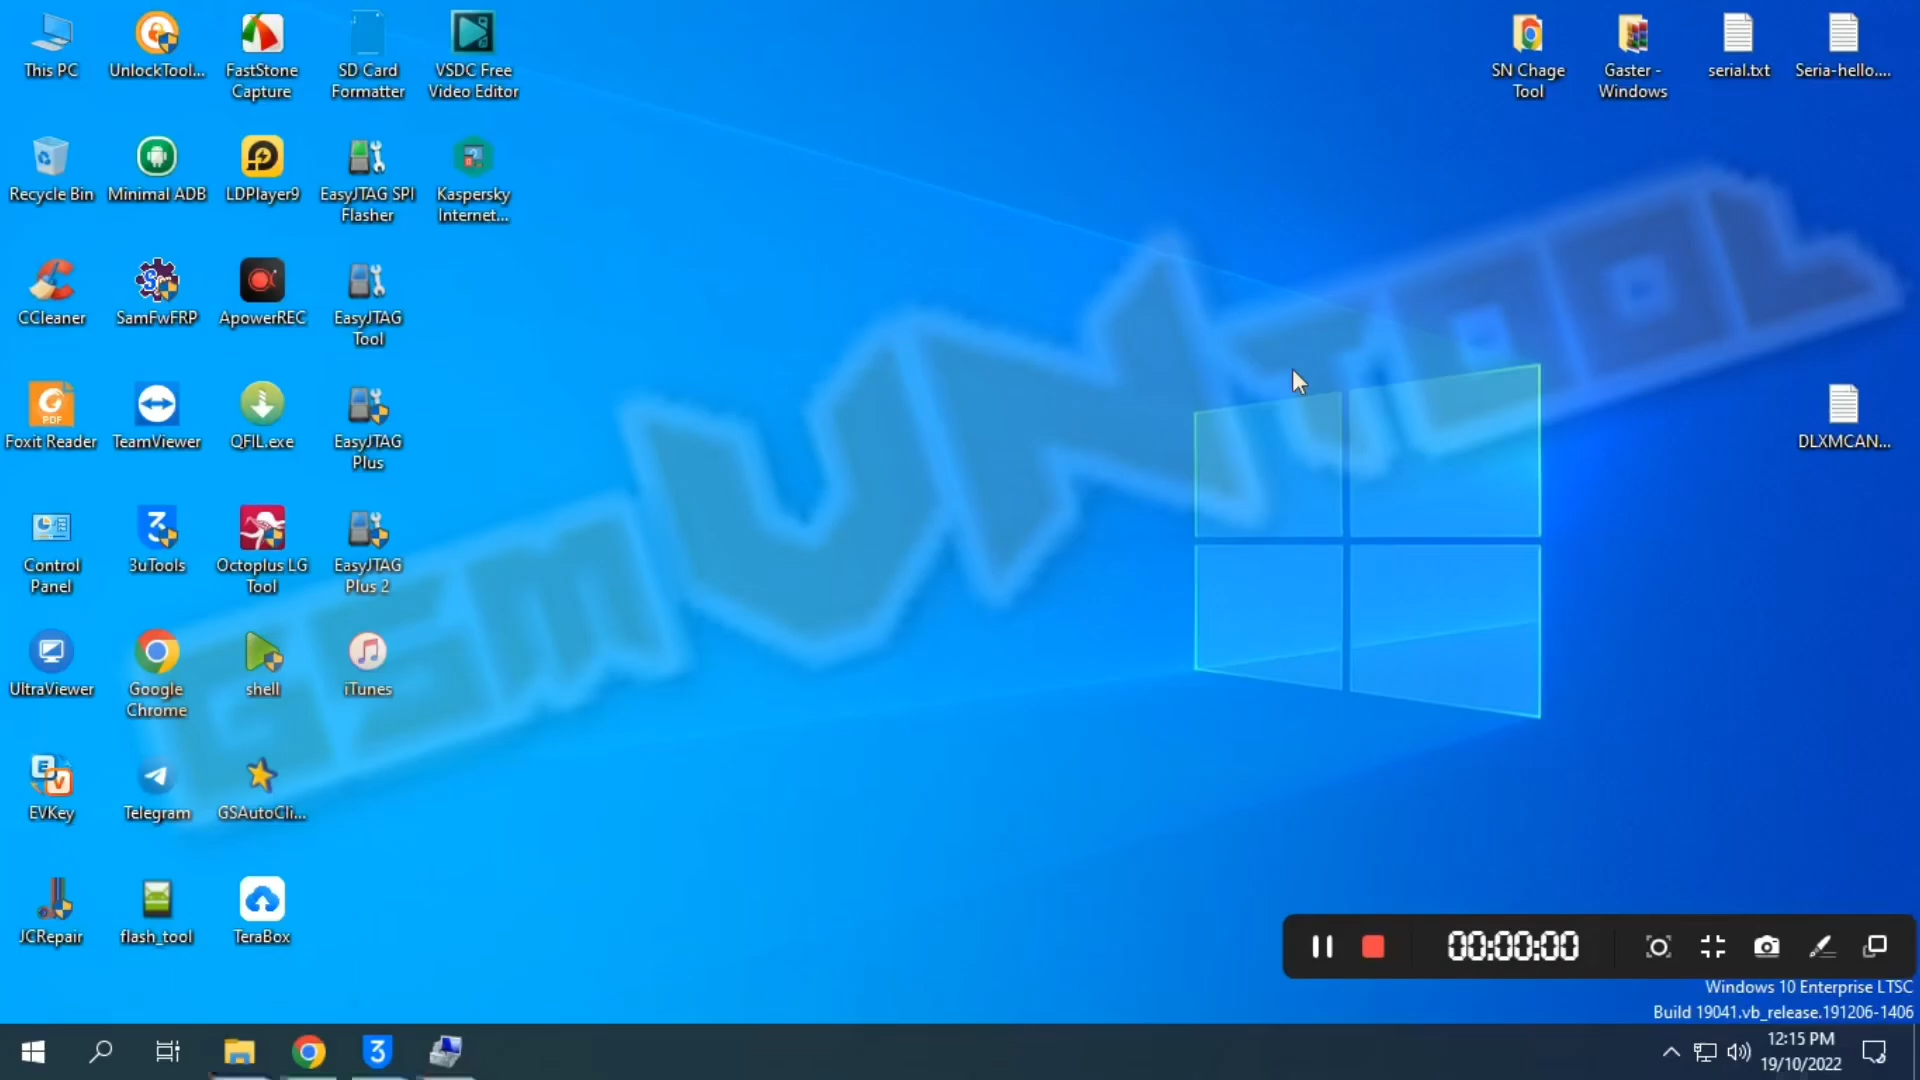 This PC
UnlockTool...
FastStone
Capture
SD Card
Formatter
VSDC Free
Video Editor
SN Chage
Tool
Gaster -
Windows
serial.txt
Seria-hello....
Recycle Bin
Minimal ADB
LDPlayer9
EasyJTAG SPI
Flasher
Kaspersky
Internet...
CCleaner
SamFwFRP
ApowerREC
EasyJTAG
Tool
Foxit Reader
TeamViewer
QFIL.exe
EasyJTAG
Plus
DLXMCAN...
Control
Panel
3uTools
Octoplus LG
Tool
EasyJTAG
Plus 2
UltraViewer
Google
Chrome
shell
iTunes
EVKey
Telegram
GSAutoCli...
JCRepair
flash_tool
TeraBox
GSM UNTOOL
00:00:00
Windows 10 Enterprise LTSC
Build 19041.vb_release.191206-1406
12:15 PM
19/10/2022